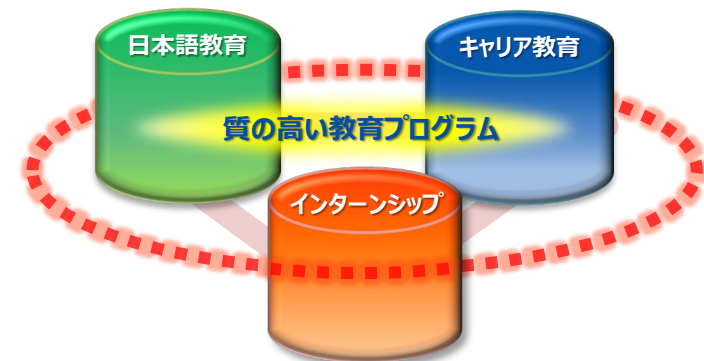 日本語教育
キャリア教育
質の高い教育プログラム
インターンシップ